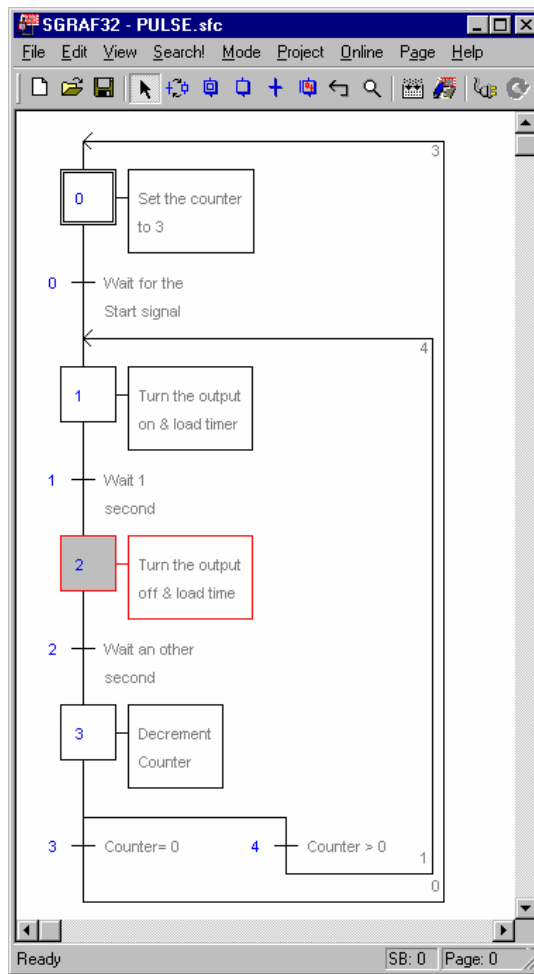 SGRAF32 - PULSE.sfc
File Edit View Search! Mode Project Online Page Help
3
0 Set the counter
to 3
0 Wait for the
Start signal
4
1 Turn the output
on & load timer
1 Wait 1
second
2 Turn the output
off & load time
2 Wait an other
second
3 Decrement
Counter
3 Counter= 0 4 Counter > 0
1
0
Ready SB: 0 Page: 0